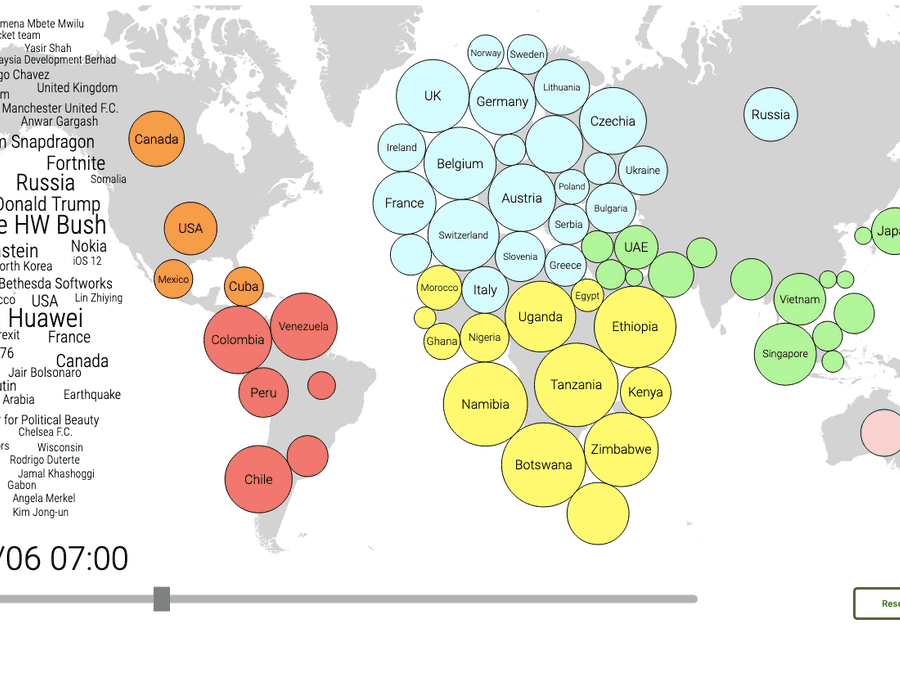 mena Mbete Mwilu
cket team
Yasir Shah
aysia Development Berhad
go Chavez
United Kingdom
m
Manchester United F.C.
Anwar Gargash
m Snapdragon
Fortnite
Russia
Somalia
Donald Trump
e HW Bush
nstein
Nokia
iOS 12
orth Korea
Bethesda Softworks
cco
USA
Lin Zhiying
Huawei
rexit
France
76
Canada
Jair Bolsonaro
utin
Arabia
Earthquake
r for Political Beauty
Chelsea F.C.
ors
Wisconsin
Rodrigo Duterte
Jamal Khashoggi
Gabon
Angela Merkel
Kim Jong-un
/06 07:00
Canada
USA
Mexico
Cuba
Colombia
Venezuela
Peru
Chile
Norway
Sweden
UK
Germany
Lithuania
Czechia
Ireland
Belgium
Ukraine
France
Austria
Poland
Bulgaria
Switzerland
Serbia
Slovenia
Greece
Italy
UAE
Morocco
Egypt
Uganda
Ethiopia
Ghana
Nigeria
Tanzania
Kenya
Namibia
Zimbabwe
Botswana
Russia
Japa
Vietnam
Singapore
Rese